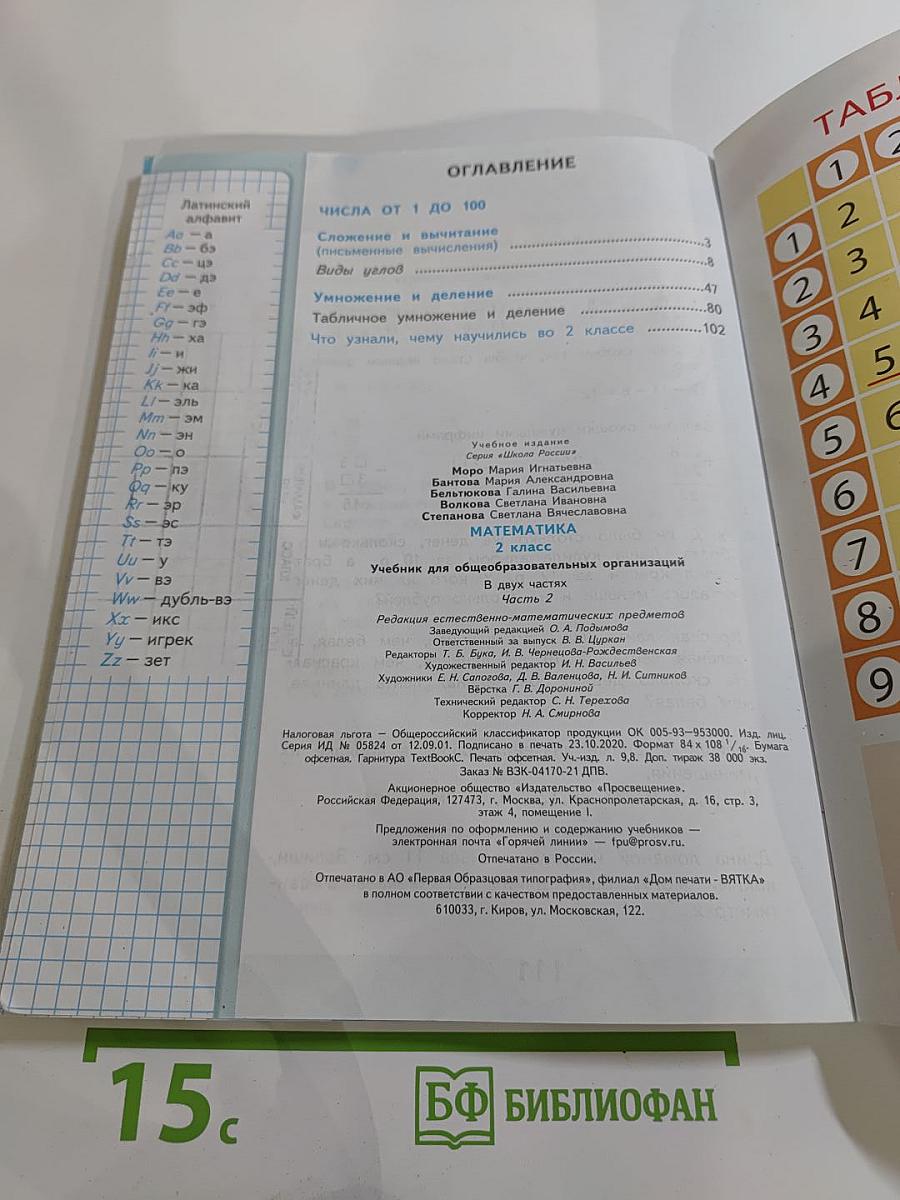 Латинский
алфавит
Aa — а
Bb — бэ
Cc — цэ
Dd — дэ
Ee — е
Ff — эф
Gg — гэ
Hh — ха
Ii — и
Jj — жи
Kk — ка
Ll — эль
Mm — эм
Nn — эн
Oo — о
Pp — пэ
Qq — ку
Rr — эр
Ss — эс
Tt — тэ
Uu — у
Vv — вэ
Ww — дубль-вэ
Xx — икс
Yy — игрек
Zz — зет
ОГЛАВЛЕНИЕ
ЧИСЛА ОТ 1 ДО 100
Сложение и вычитание
(письменные вычисления) ........................................3
Виды углов ............................................................8
Умножение и деление ...........................................47
Табличное умножение и деление ..........................80
Что узнали, чему научились во 2 классе ...........102
Учебное издание
Серия «Школа России»
Моро Мария Игнатьевна
Бантова Мария Александровна
Бельтюкова Галина Васильевна
Волкова Светлана Ивановна
Степанова Светлана Вячеславовна
МАТЕМАТИКА
2 класс
Учебник для общеобразовательных организаций
В двух частях
Часть 2
Редакция естественно-математических предметов
Заведующий редакцией О. А. Подымова
Ответственный за выпуск В. В. Циркан
Редакторы Т. Б. Бука, И. В. Чернецова-Рождественская
Художественный редактор И. Н. Васильев
Художники Е. Н. Сапогова, Д. В. Валенцова, Н. И. Ситников
Вёрстка Г. В. Дорониной
Технический редактор С. Н. Терехова
Корректор Н. А. Смирнова
Налоговая льгота — Общероссийский классификатор продукции ОК 005-93—953000. Изд. лиц.
Серия ИД № 05824 от 12.09.01. Подписано в печать 23.10.2020. Формат 84 x 108 1/16. Бумага
офсетная. Гарнитура TextBookC. Печать офсетная. Уч.-изд. л. 9,8. Доп. тираж 38 000 экз.
Заказ № ВЗК-04170-21 ДПВ.
Акционерное общество «Издательство «Просвещение».
Российская Федерация, 127473, г. Москва, ул. Краснопролетарская, д. 16, стр. 3,
этаж 4, помещение I.
Предложения по оформлению и содержанию учебников —
электронная почта «Горячей линии» — fpu@prosv.ru.
Отпечатано в России.
Отпечатано в АО «Первая Образцовая типография», филиал «Дом печати - ВЯТКА»
в полном соответствии с качеством предоставленных материалов.
610033, г. Киров, ул. Московская, 122.
1 2
1 2
2 3
3 4
4 5
5 6
6
7
8
9
15 с
БФ БИБЛИОФАН